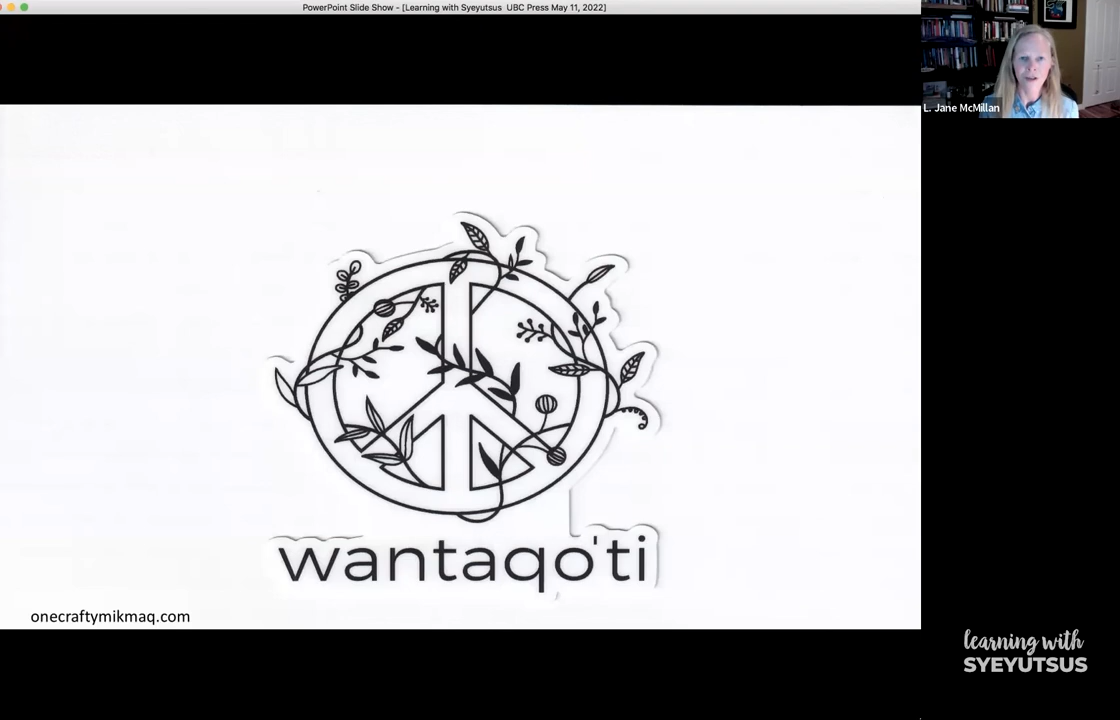 PowerPoint Slide Show - [Learning with Syeyutsus  UBC Press May 11, 2022]
L. Jane McMillan
wantaqo'ti
onecraftymikmaq.com
learning with
SYEYUTSUS